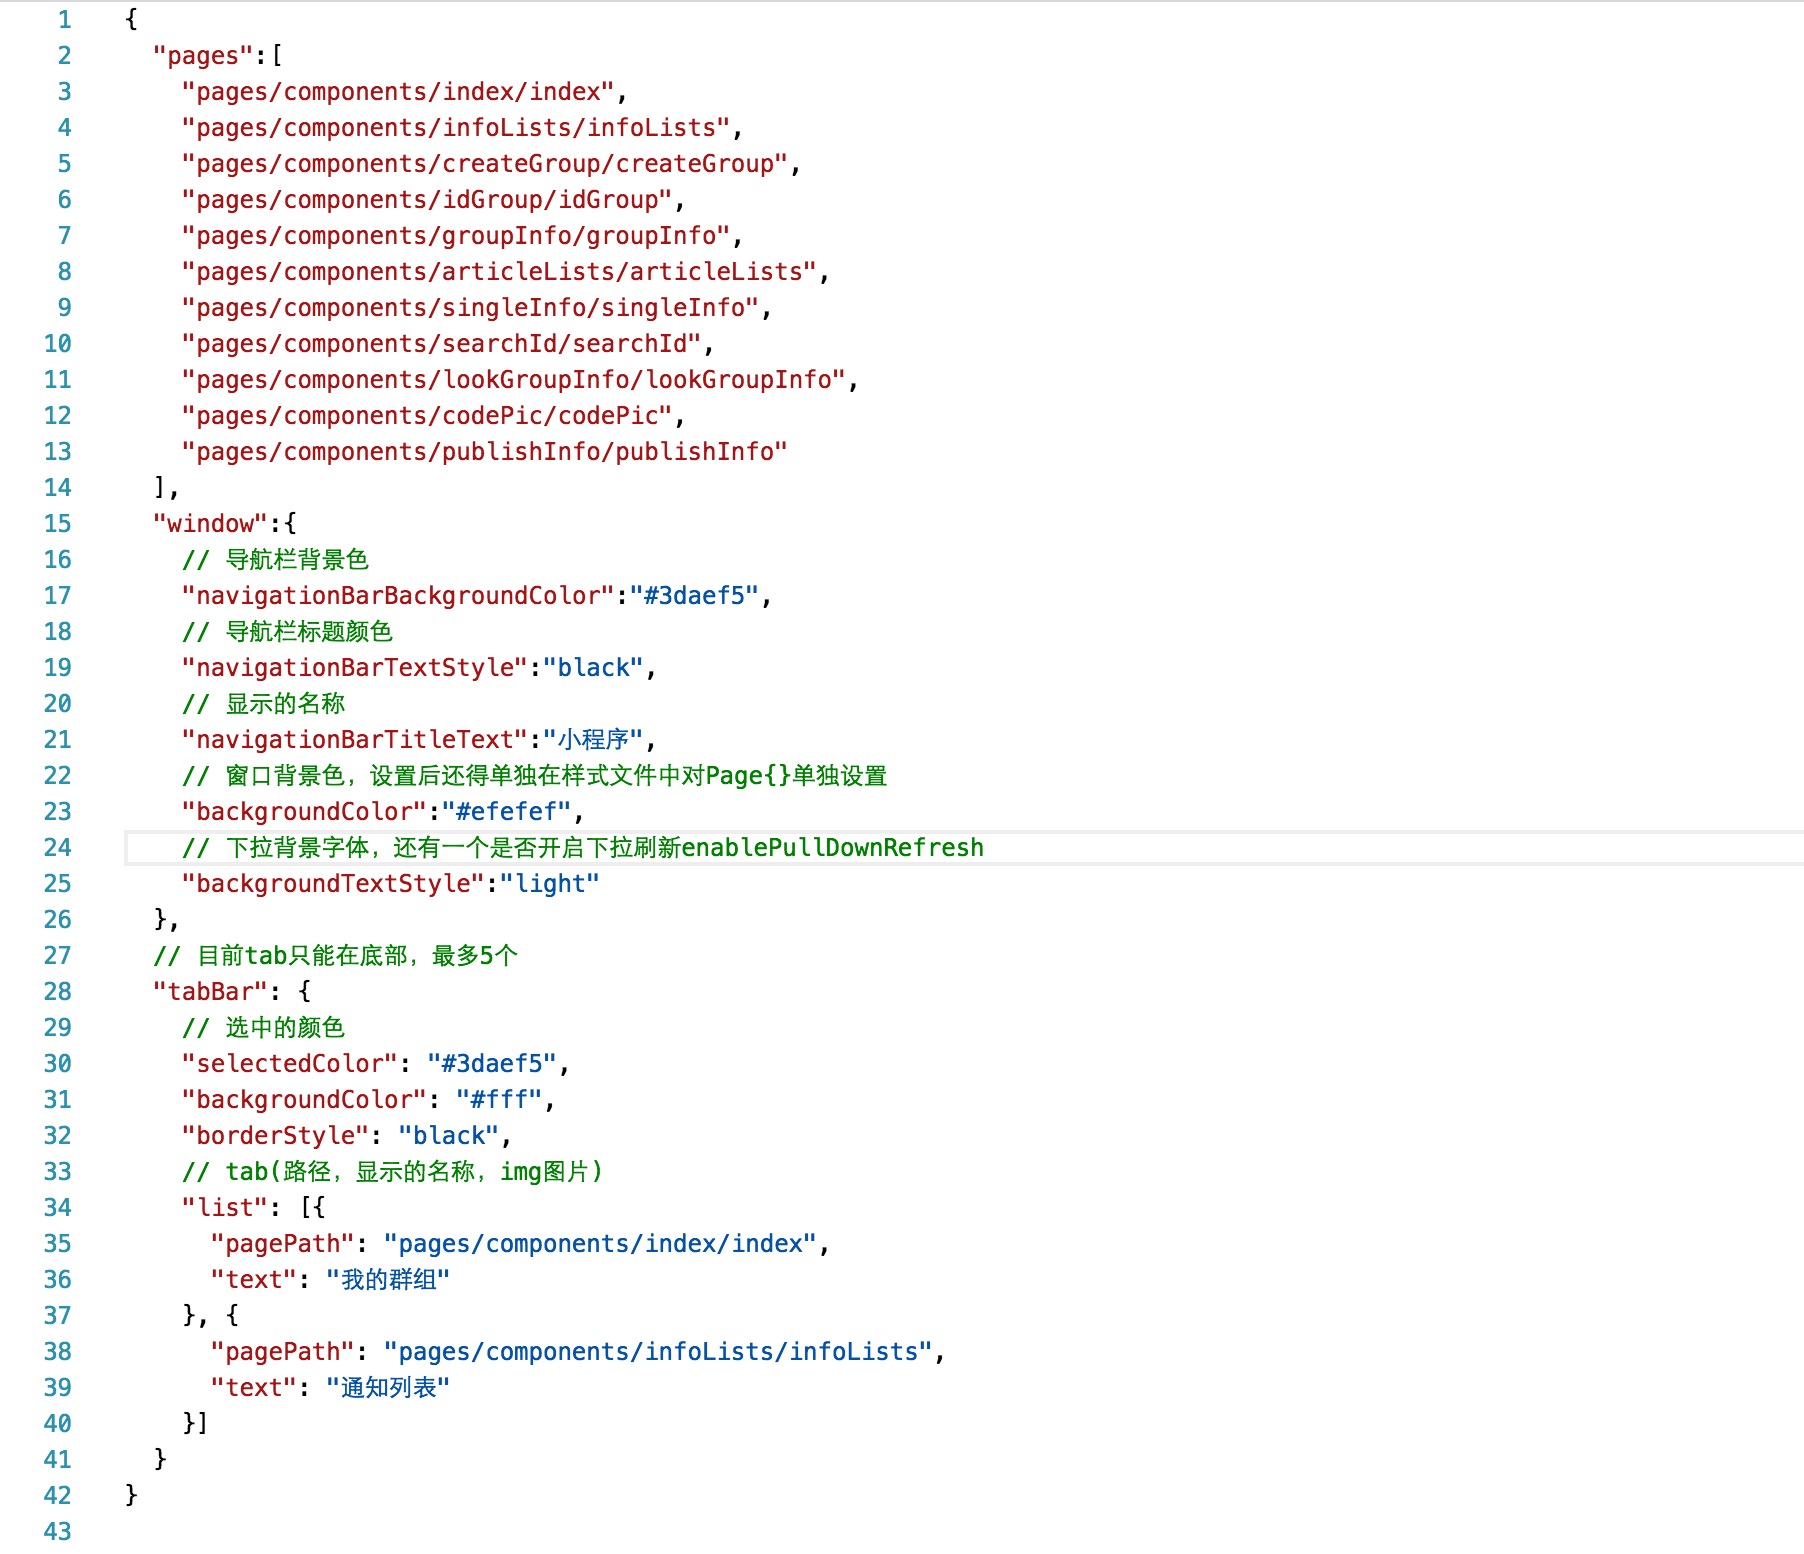 1 {
2 "pages":[
3 "pages/components/index/index",
4 "pages/components/infoLists/infoLists",
5 "pages/components/createGroup/createGroup",
6 "pages/components/idGroup/idGroup",
7 "pages/components/groupInfo/groupInfo",
8 "pages/components/articleLists/articleLists",
9 "pages/components/singleInfo/singleInfo",
10 "pages/components/searchId/searchId",
11 "pages/components/lookGroupInfo/lookGroupInfo",
12 "pages/components/codePic/codePic",
13 "pages/components/publishInfo/publishInfo"
14 ],
15 "window":{
16 // 导航栏背景色
17 "navigationBarBackgroundColor":"#3daef5",
18 // 导航栏标题颜色
19 "navigationBarTextStyle":"black",
20 // 显示的名称
21 "navigationBarTitleText":"小程序",
22 // 窗口背景色，设置后还得单独在样式文件中对Page{}单独设置
23 "backgroundColor":"#efefef",
24 // 下拉背景字体，还有一个是否开启下拉刷新enablePullDownRefresh
25 "backgroundTextStyle":"light"
26 },
27 // 目前tab只能在底部，最多5个
28 "tabBar": {
29 // 选中的颜色
30 "selectedColor": "#3daef5",
31 "backgroundColor": "#fff",
32 "borderStyle": "black",
33 // tab(路径，显示的名称，img图片)
34 "list": [{
35 "pagePath": "pages/components/index/index",
36 "text": "我的群组"
37 }, {
38 "pagePath": "pages/components/infoLists/infoLists",
39 "text": "通知列表"
40 }]
41 }
42 }
43